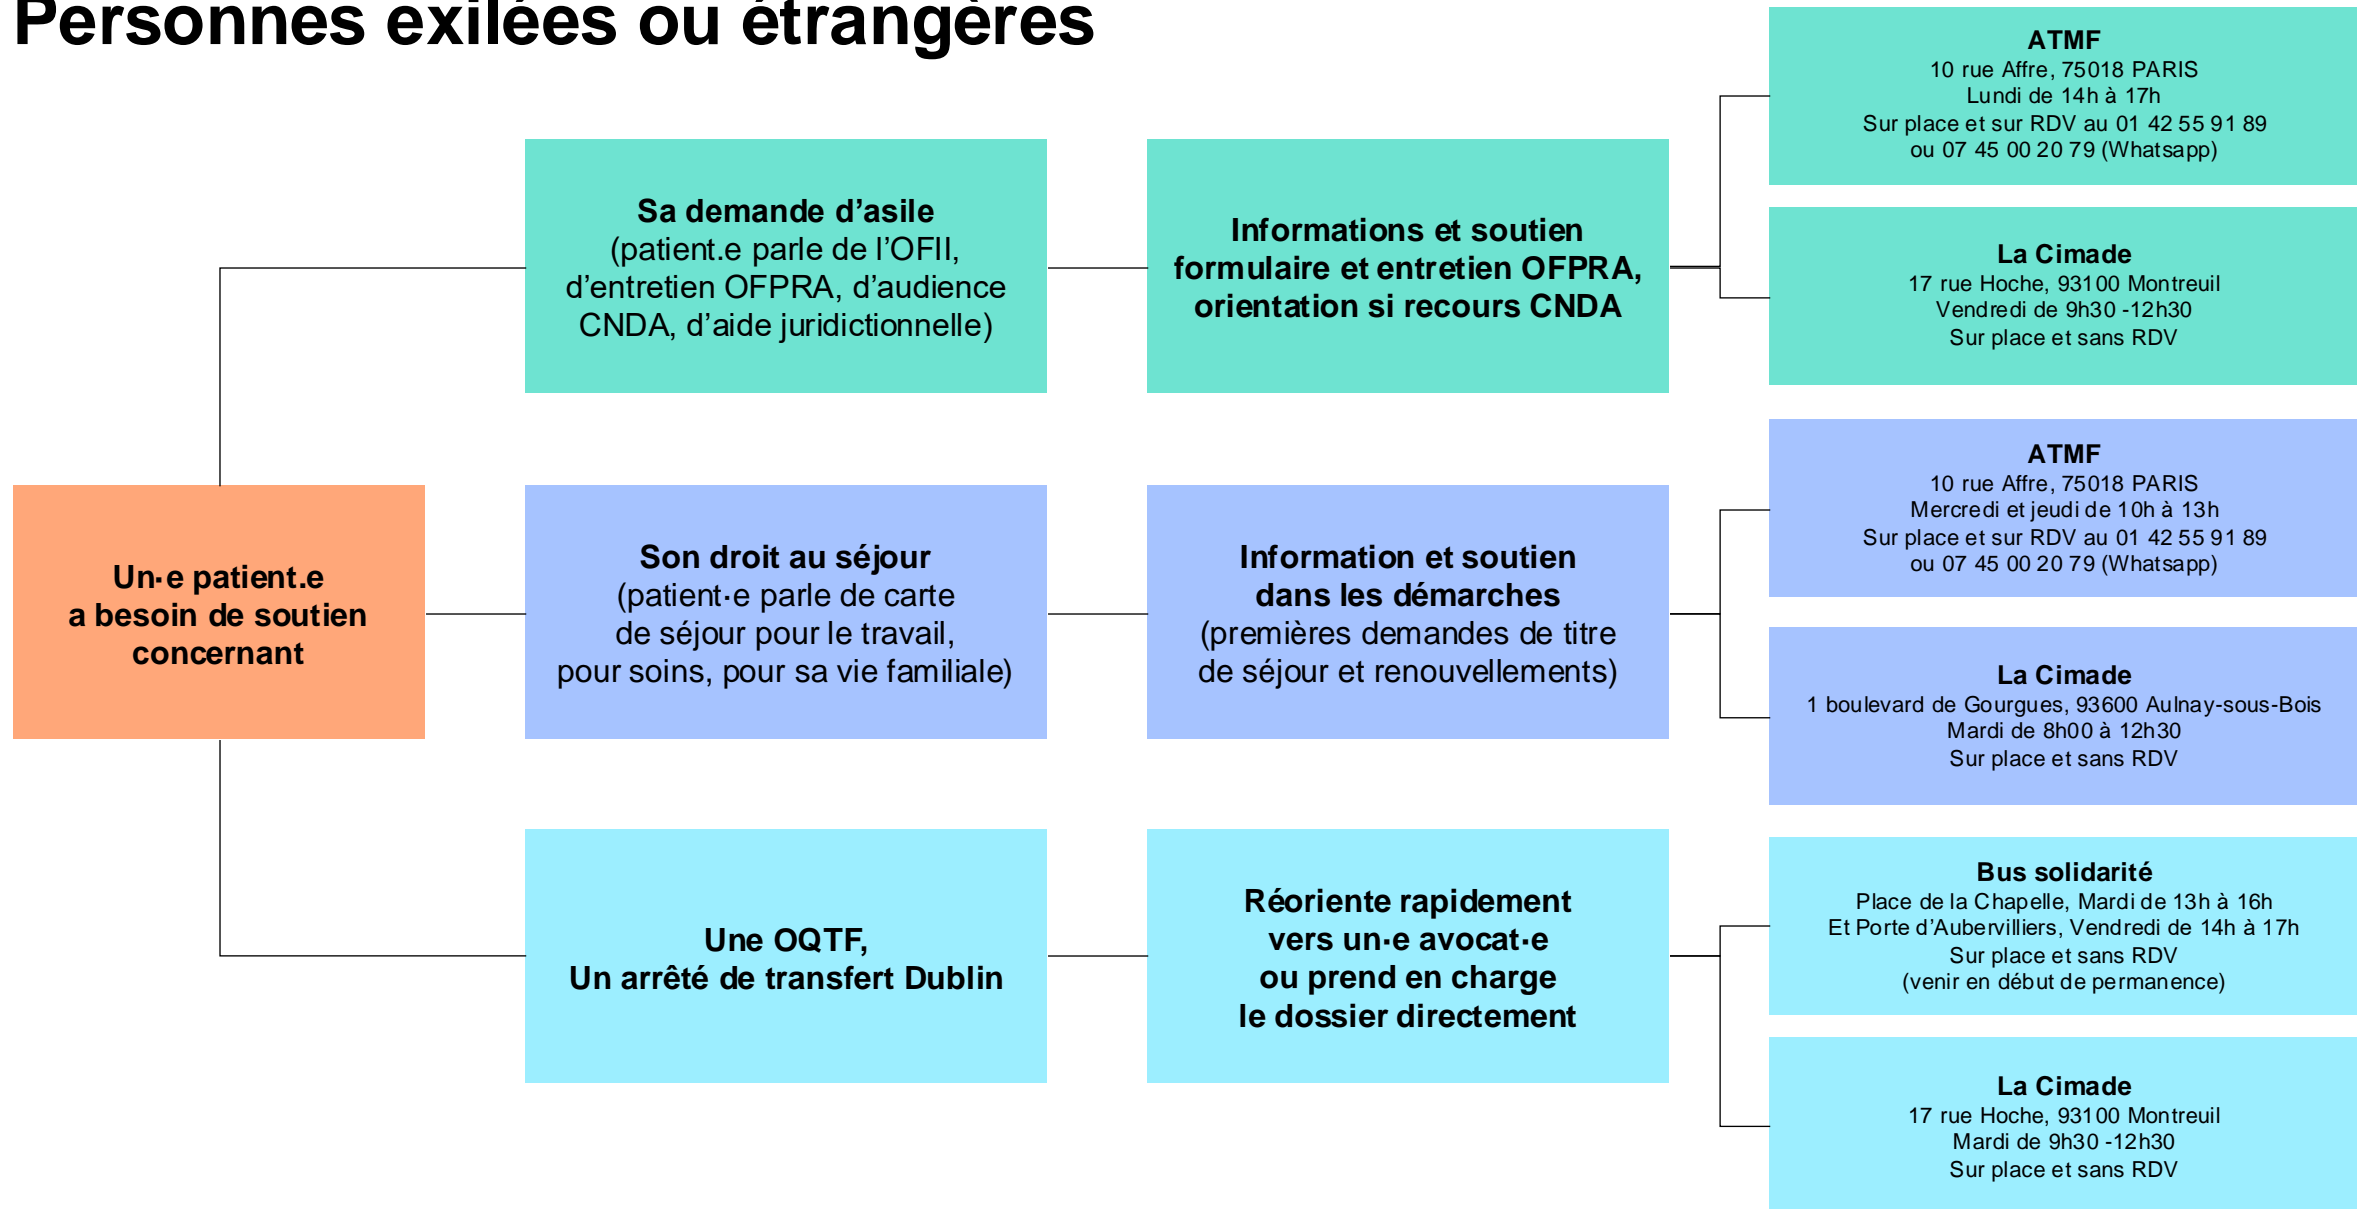 Personnes exilées ou étrangères
Un·e patient.e
a besoin de soutien
concernant
Sa demande d’asile
(patient.e parle de l’OFII,
d’entretien OFPRA, d’audience
CNDA, d’aide juridictionnelle)
Informations et soutien
formulaire et entretien OFPRA,
orientation si recours CNDA
ATMF
10 rue Affre, 75018 PARIS
Lundi de 14h à 17h
Sur place et sur RDV au 01 42 55 91 89
ou 07 45 00 20 79 (Whatsapp)
La Cimade
17 rue Hoche, 93100 Montreuil
Vendredi de 9h30 -12h30
Sur place et sans RDV
Son droit au séjour
(patient·e parle de carte
de séjour pour le travail,
pour soins, pour sa vie familiale)
Information et soutien
dans les démarches
(premières demandes de titre
de séjour et renouvellements)
ATMF
10 rue Affre, 75018 PARIS
Mercredi et jeudi de 10h à 13h
Sur place et sur RDV au 01 42 55 91 89
ou 07 45 00 20 79 (Whatsapp)
La Cimade
1 boulevard de Gourgues, 93600 Aulnay-sous-Bois
Mardi de 8h00 à 12h30
Sur place et sans RDV
Une OQTF,
Un arrêté de transfert Dublin
Réoriente rapidement
vers un·e avocat·e
ou prend en charge
le dossier directement
Bus solidarité
Place de la Chapelle, Mardi de 13h à 16h
Et Porte d’Aubervilliers, Vendredi de 14h à 17h
Sur place et sans RDV
(venir en début de permanence)
La Cimade
17 rue Hoche, 93100 Montreuil
Mardi de 9h30 -12h30
Sur place et sans RDV